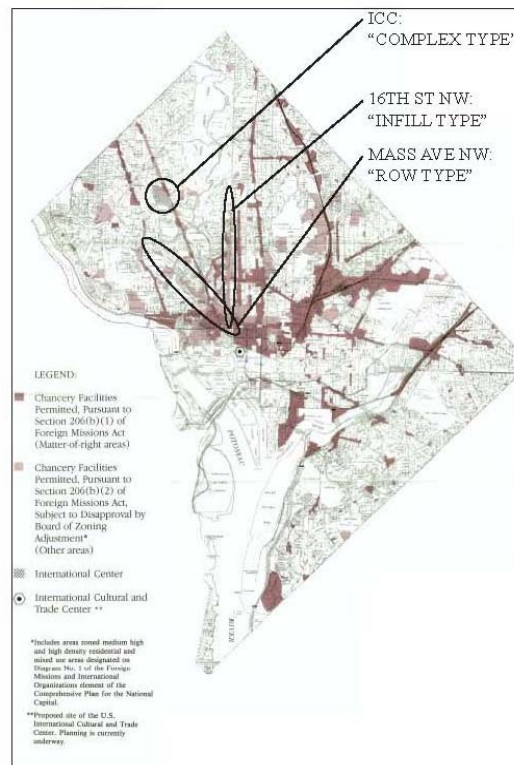 ICC:
“COMPLEX TYPE”
16TH ST NW:
“INFILL TYPE”
MASS AVE NW:
“ROW TYPE”
LEGEND:
Chancery Facilities
Permitted, Pursuant to
Section 206(b)(1) of
Foreign Missions Act
(Matter-of-right areas)
Chancery Facilities
Permitted, Pursuant to
Section 206(b)(2) of
Foreign Missions Act,
Subject to Disapproval by
Board of Zoning
Adjustment*
(Other areas)
International Center
International Cultural and
Trade Center **
*Includes areas zoned medium high
and high density residential and
mixed use areas designated on
Diagram No. 1 of the Foreign
Missions and International
Organizations element of the
Comprehensive Plan for the National
Capital.
**Proposed site of the U.S.
International Cultural and Trade
Center. Planning is currently
underway.
POTOMAC
RIVER